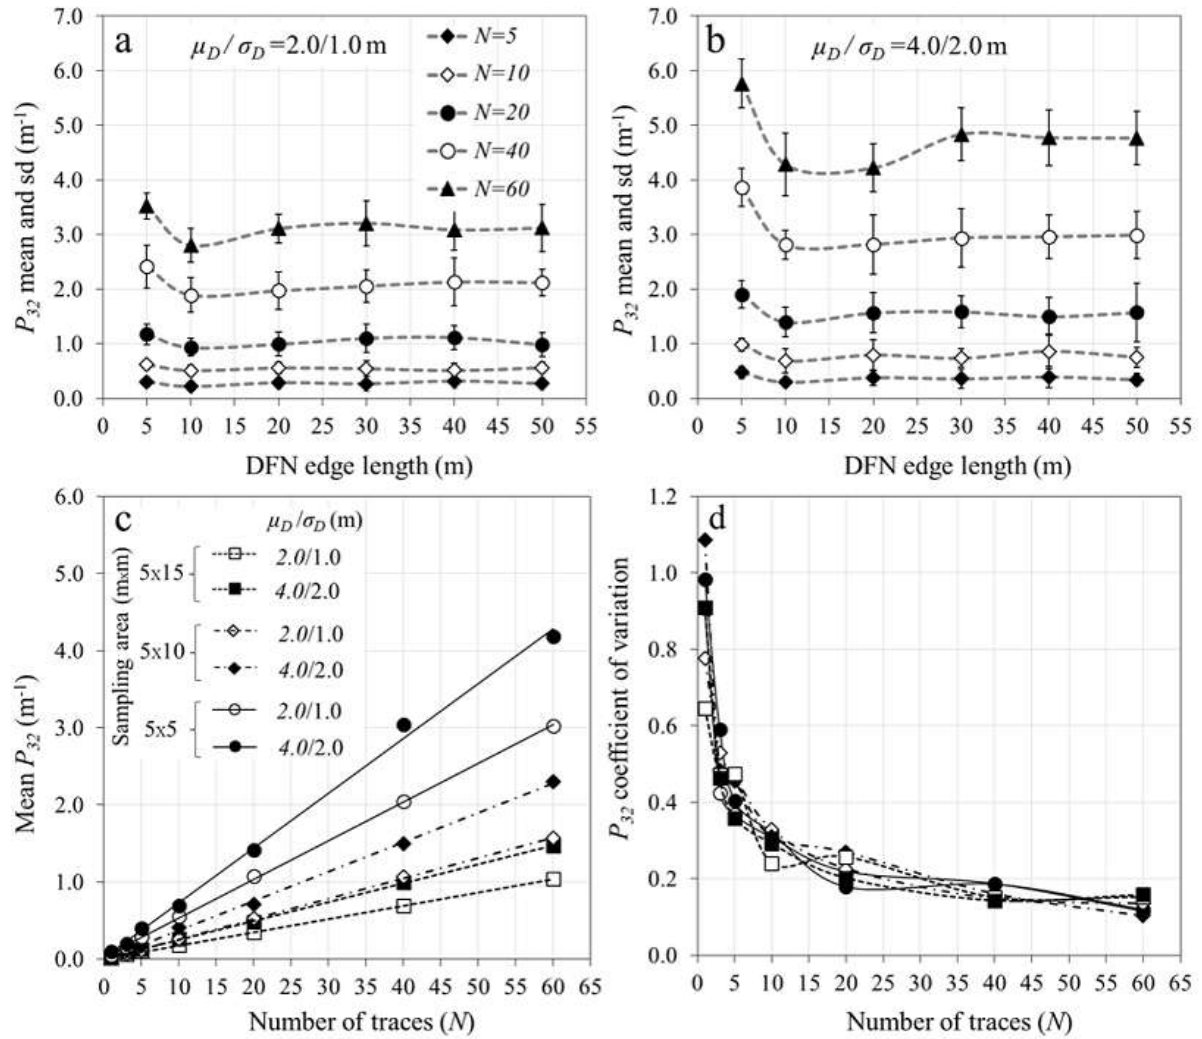 a
μD / σD =2.0/1.0 m
N=5
N=10
N=20
N=40
N=60
7.0
6.0
5.0
4.0
3.0
2.0
1.0
0.0
P32 mean and sd (m-1)
0 5 10 15 20 25 30 35 40 45 50 55
DFN edge length (m)
b
μD / σD =4.0/2.0 m
7.0
6.0
5.0
4.0
3.0
2.0
1.0
0.0
P32 mean and sd (m-1)
0 5 10 15 20 25 30 35 40 45 50 55
DFN edge length (m)
c
μD /σD (m)
Sampling area (mxm)
5x15
2.0/1.0
4.0/2.0
5x10
2.0/1.0
4.0/2.0
5x5
2.0/1.0
4.0/2.0
6.0
5.0
4.0
3.0
2.0
1.0
0.0
Mean P32 (m-1)
0 5 10 15 20 25 30 35 40 45 50 55 60 65
Number of traces (N)
d
1.2
1.0
0.8
0.6
0.4
0.2
0.0
P32 coefficient of variation
0 5 10 15 20 25 30 35 40 45 50 55 60 65
Number of traces (N)